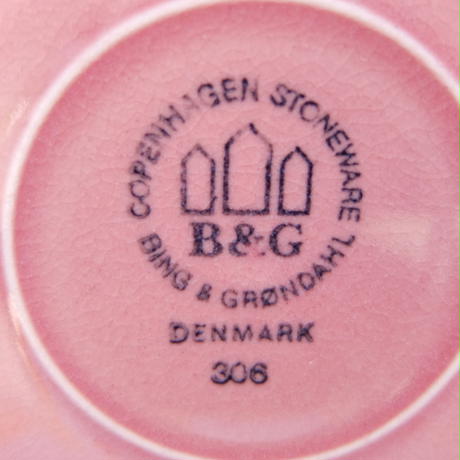 COPENHAGEN STONEWARE
B&G
BING & GRØNDAHL
DENMARK
306